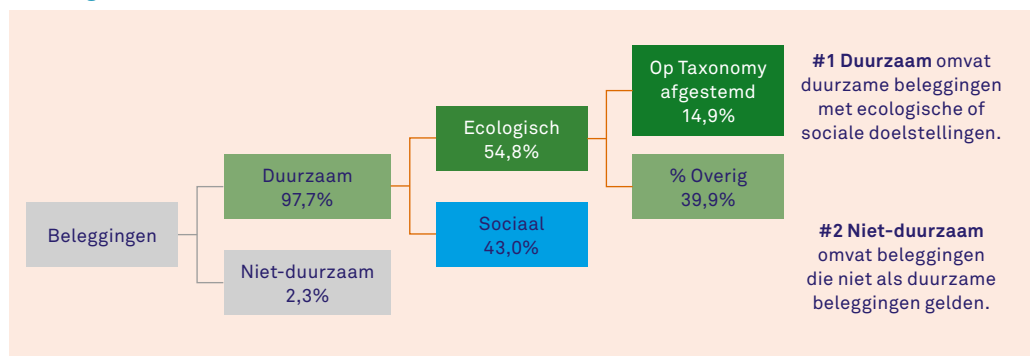 Beleggingen
Duurzaam
97,7%
Niet-duurzaam
2,3%
Ecologisch
54,8%
Sociaal
43,0%
Op Taxonomy
afgestemd
14,9%
% Overig
39,9%
#1 Duurzaam omvat
duurzame beleggingen
met ecologische of
sociale doelstellingen.
#2 Niet-duurzaam
omvat beleggingen
die niet als duurzame
beleggingen gelden.